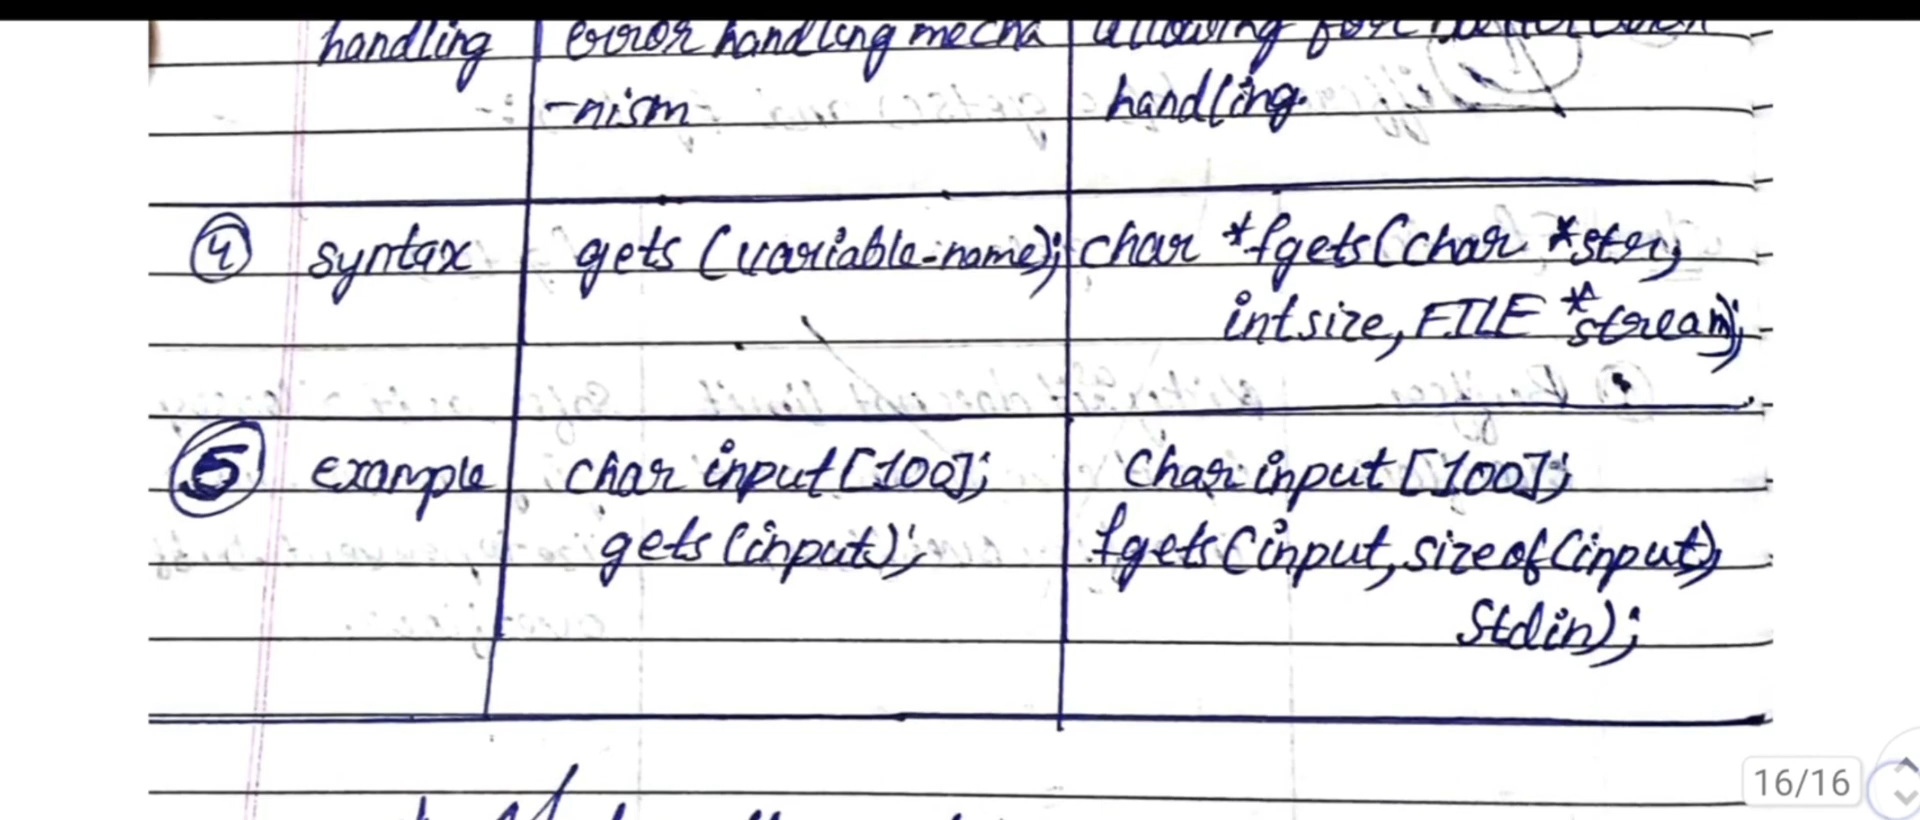 handling error handling mecha allowing for
-nism handling.
4 syntax gets (variable-name); char *fgets(char *str,
int size, FILE *stream);
5 example char input [100]; Char input [100];
gets (input); fgets (input, sizeof(input),
Stdin);
16/16